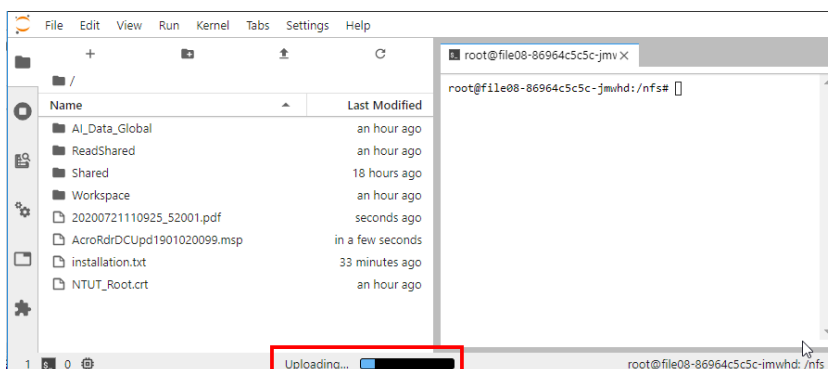 File Edit View Run Kernel Tabs Settings Help
root@file08-86964c5c5c-jmv
/
root@file08-86964c5c5c-jmwhd:/nfs#
Name Last Modified
AI_Data_Global an hour ago
ReadShared an hour ago
Shared 18 hours ago
Workspace an hour ago
20200721110925_52001.pdf seconds ago
AcroRdrDCUpd1901020099.msp in a few seconds
installation.txt 33 minutes ago
NTUT_Root.crt an hour ago
1 0 Uploading... root@file08-86964c5c5c-jmwhd: /nfs